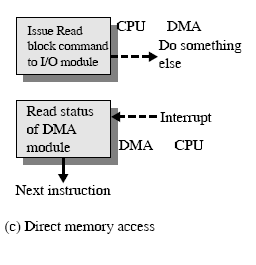 Issue Read
block command
to I/O module
CPU DMA
Do something
else
Read status
of DMA
module
Interrupt
DMA CPU
Next instruction
(c) Direct memory access